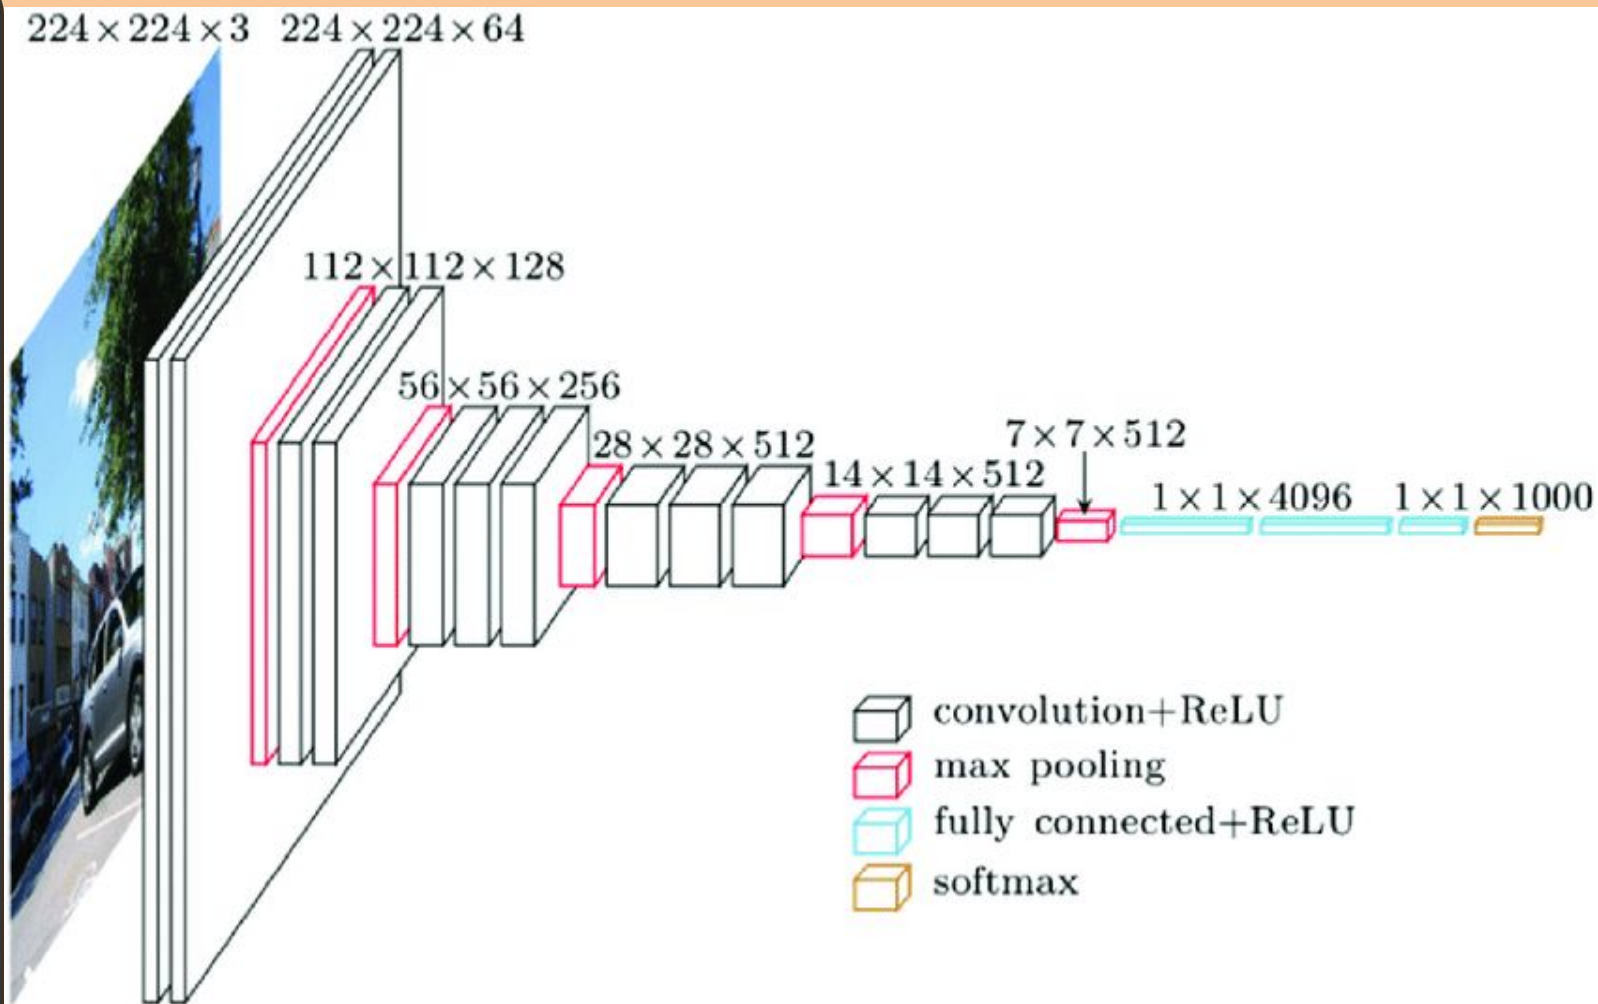 224×224×3
224×224×64
112×112×128
56×56×256
28×28×512
14×14×512
7×7×512
1×1×4096
1×1×1000
convolution+ReLU
max pooling
fully connected+ReLU
softmax